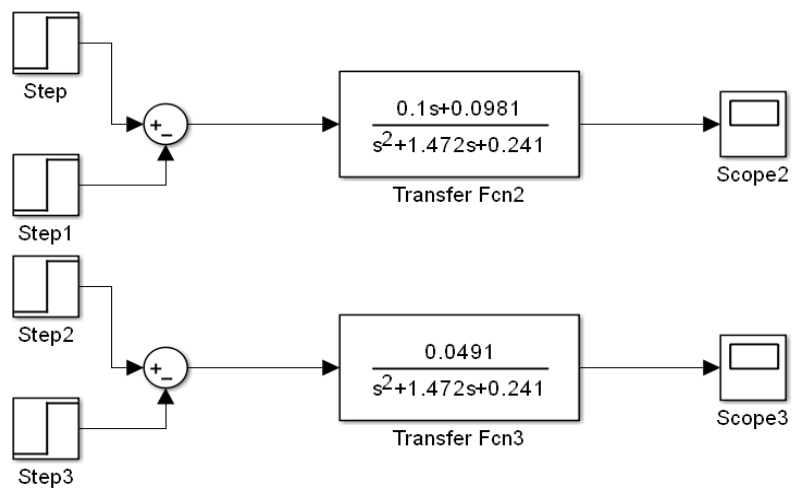 Step
+
−
0.1s+0.0981
s²+1.472s+0.241
Transfer Fcn2
Scope2
Step1
Step2
+
−
0.0491
s²+1.472s+0.241
Transfer Fcn3
Scope3
Step3